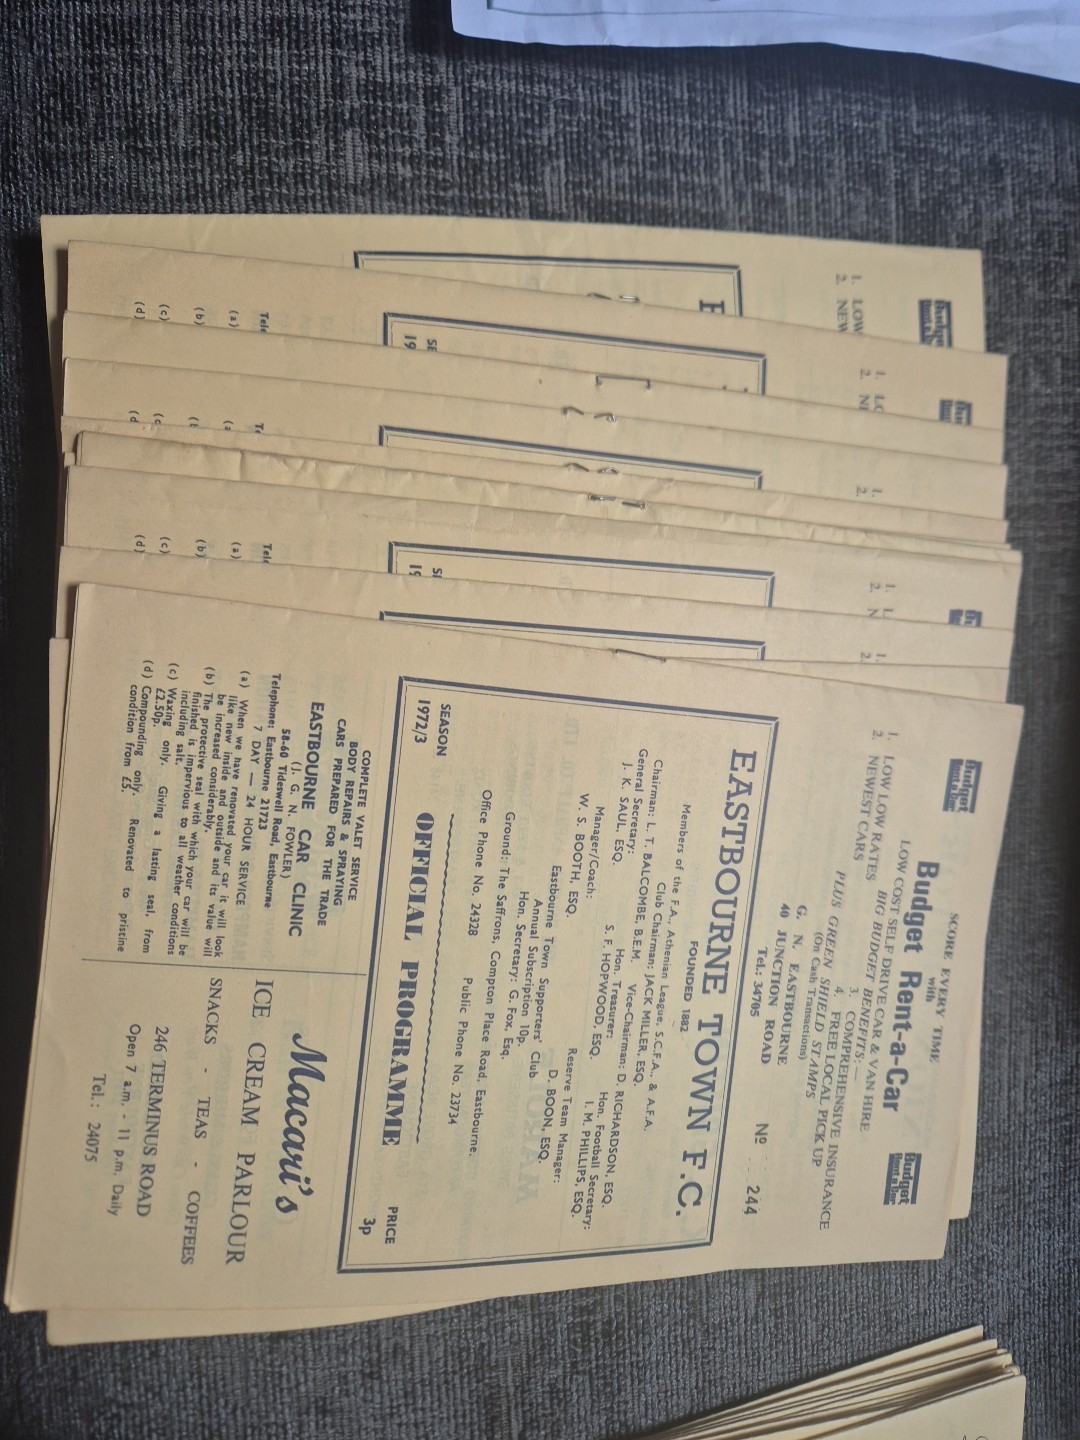 SCORE EVERY TIME
with
Budget
Rent a Car
Budget Rent-a-Car
Budget
Rent a Car
LOW COST SELF DRIVE CAR & VAN HIRE
BIG BUDGET BENEFITS:—
1. LOW LOW RATES 3. COMPREHENSIVE INSURANCE
2. NEWEST CARS 4. FREE LOCAL PICK UP
PLUS GREEN SHIELD STAMPS
(On Cash Transactions)
G. N. EASTBOURNE
40 JUNCTION ROAD
Tel.: 34705
Nº 244
EASTBOURNE TOWN F.C.
FOUNDED 1882
Members of the F.A., Athenian League, S.C.F.A., & A.F.A.
Club Chairman: JACK MILLER, ESQ.
Chairman: L. T. BALCOMBE, B.E.M. Vice-Chairman: D. RICHARDSON, ESQ.
General Secretary: Hon. Treasurer: Hon. Football Secretary:
J. K. SAUL, ESQ. S. F. HOPWOOD, ESQ. I. M. PHILLIPS, ESQ.
Manager/Coach: Reserve Team Manager:
W. S. BOOTH, ESQ. D. BOON, ESQ.
Eastbourne Town Supporters' Club
Annual Subscription 10p.
Hon. Secretary: G. Fox, Esq.
Ground: The Saffrons, Compton Place Road, Eastbourne.
Office Phone No. 24328 Public Phone No. 23734
SEASON
1972/3
OFFICIAL PROGRAMME
PRICE
3p
COMPLETE VALET SERVICE
BODY REPAIRS & SPRAYING
CARS PREPARED FOR THE TRADE
EASTBOURNE CAR CLINIC
(J. G. N. FOWLER)
58-60 Tideswell Road, Eastbourne
Telephone: Eastbourne 21723
7 DAY — 24 HOUR SERVICE
(a) When we have renovated your car it will look
like new inside and outside and its value will
be increased considerably.
(b) The protective seal with which your car will be
finished is impervious to all weather conditions
including salt.
(c) Waxing only. Giving a lasting seal, from
£2.50p.
(d) Compounding only. Renovated to pristine
condition from £5.
Macari's
ICE CREAM PARLOUR
SNACKS - TEAS - COFFEES
246 TERMINUS ROAD
Open 7 a.m. - 11 p.m. Daily
Tel.: 24075